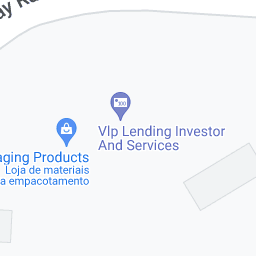 Vlp Lending Investor
And Services
aging Products
Loja de materiais
a empacotamento